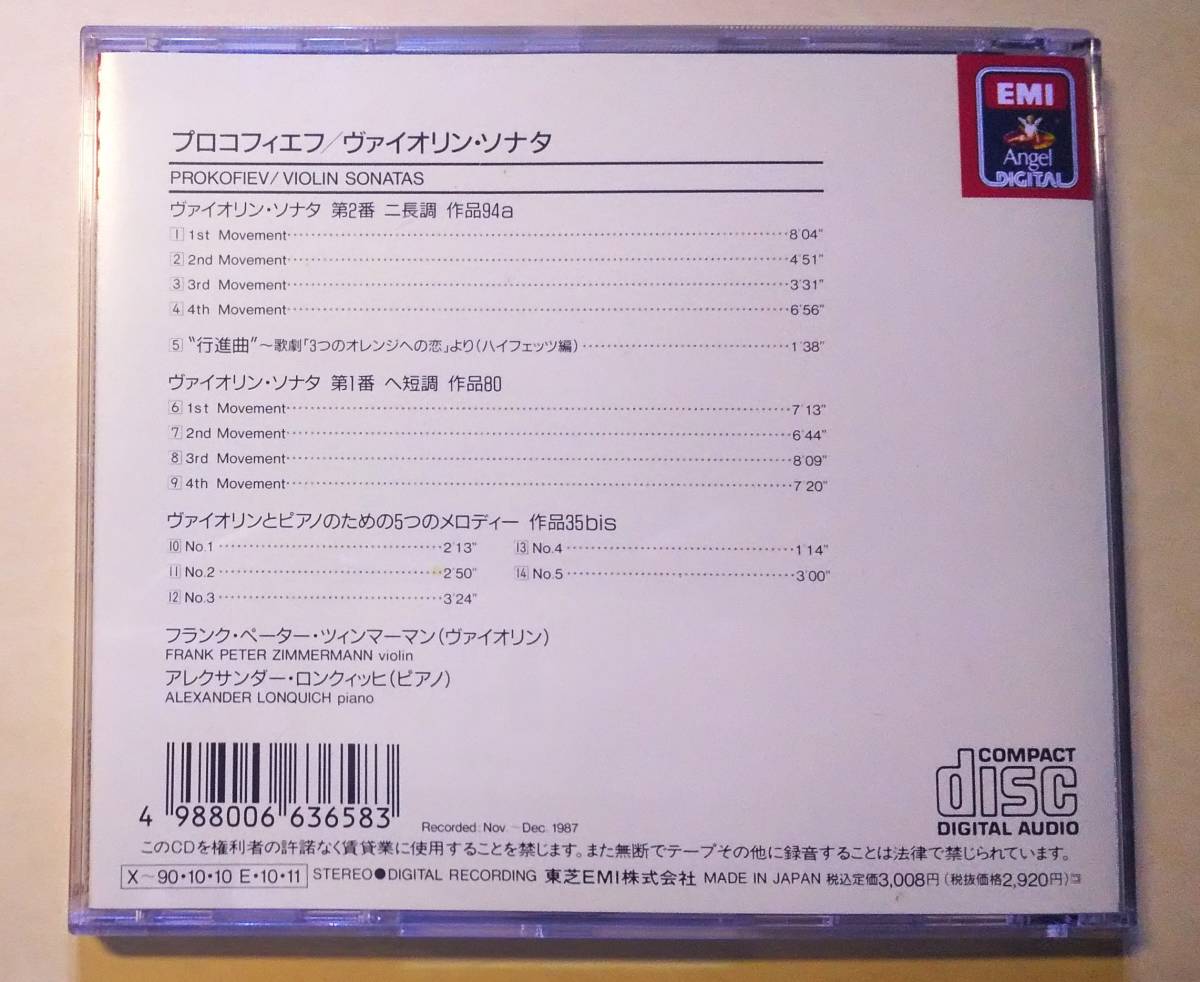 EMI
Angel
DIGITAL
プロコフィエフ/ヴァイオリン・ソナタ
PROKOFIEV/VIOLIN SONATAS
ヴァイオリン・ソナタ 第2番 ニ長調 作品94a
1 1st Movement 8'04"
2 2nd Movement 4'51"
3 3rd Movement 3'31"
4 4th Movement 6'56"
5 "行進曲"～歌劇「3つのオレンジへの恋」より(ハイフェッツ編) 1'38"
ヴァイオリン・ソナタ 第1番 ヘ短調 作品80
6 1st Movement 7'13"
7 2nd Movement 6'44"
8 3rd Movement 8'09"
9 4th Movement 7'20"
ヴァイオリンとピアノのための5つのメロディー 作品35bis
10 No.1 2'13" 13 No.4 1'14"
11 No.2 2'50" 14 No.5 3'00"
12 No.3 3'24"
フランク・ペーター・ツィンマーマン(ヴァイオリン)
FRANK PETER ZIMMERMANN violin
アレクサンダー・ロンクィッヒ(ピアノ)
ALEXANDER LONQUICH piano
4 988006 636583
Recorded: Nov.～Dec. 1987
COMPACT
disc
DIGITAL AUDIO
このCDを権利者の許諾なく賃貸業に使用することを禁じます。また無断でテープその他に録音することは法律で禁じられています。
X～90・10・10 E・10・11 STEREO●DIGITAL RECORDING 東芝EMI株式会社 MADE IN JAPAN 税込定価3,008円(税抜価格2,920円)